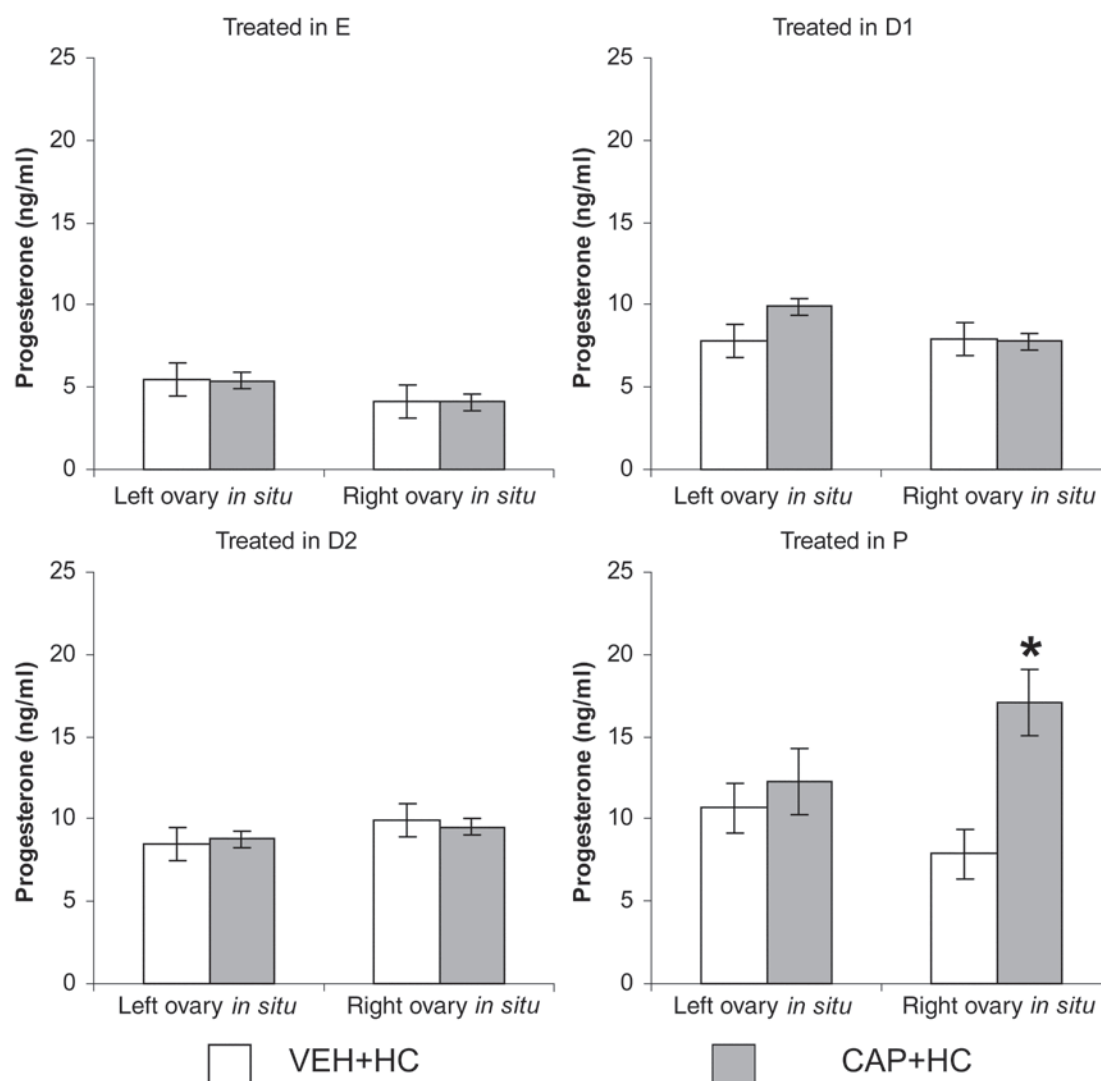 Treated in E
Progesterone (ng/ml)
25
20
15
10
5
0
Left ovary in situ
Right ovary in situ
Treated in D1
Progesterone (ng/ml)
25
20
15
10
5
0
Left ovary in situ
Right ovary in situ
Treated in D2
Progesterone (ng/ml)
25
20
15
10
5
0
Left ovary in situ
Right ovary in situ
Treated in P
Progesterone (ng/ml)
25
20
15
10
5
0
*
Left ovary in situ
Right ovary in situ
VEH+HC
CAP+HC